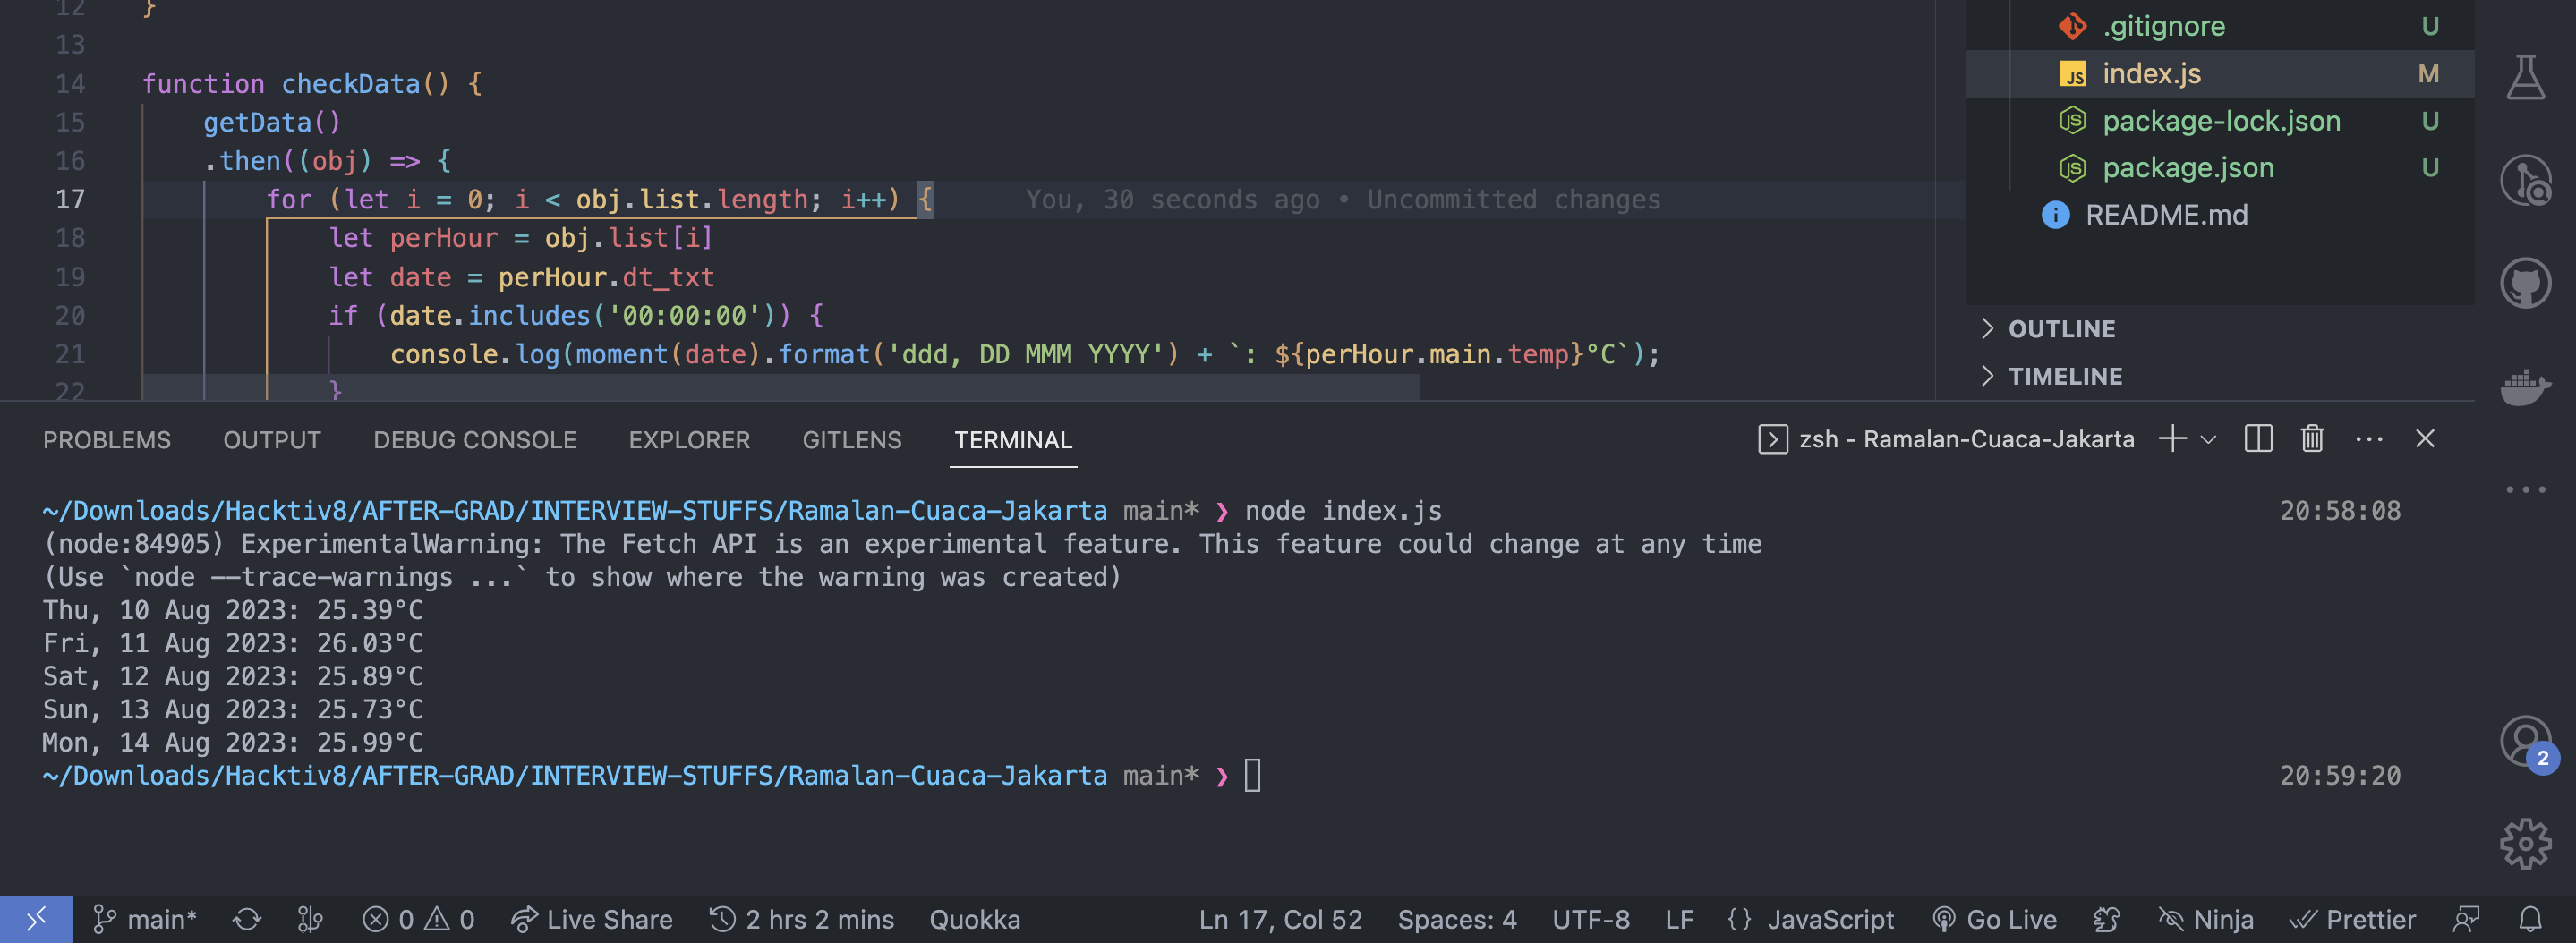 12 }
13
14 function checkData() {
15 getData()
16 .then((obj) => {
17 for (let i = 0; i < obj.list.length; i++) { You, 30 seconds ago • Uncommitted changes
18 let perHour = obj.list[i]
19 let date = perHour.dt_txt
20 if (date.includes('00:00:00')) {
21 console.log(moment(date).format('ddd, DD MMM YYYY') + `: ${perHour.main.temp}°C`);
22 }
.gitignore U
JS index.js M
package-lock.json U
package.json U
README.md
OUTLINE
TIMELINE
PROBLEMS OUTPUT DEBUG CONSOLE EXPLORER GITLENS TERMINAL zsh - Ramalan-Cuaca-Jakarta
~/Downloads/Hacktiv8/AFTER-GRAD/INTERVIEW-STUFFS/Ramalan-Cuaca-Jakarta main* ❯ node index.js 20:58:08
(node:84905) ExperimentalWarning: The Fetch API is an experimental feature. This feature could change at any time
(Use `node --trace-warnings ...` to show where the warning was created)
Thu, 10 Aug 2023: 25.39°C
Fri, 11 Aug 2023: 26.03°C
Sat, 12 Aug 2023: 25.89°C
Sun, 13 Aug 2023: 25.73°C
Mon, 14 Aug 2023: 25.99°C
~/Downloads/Hacktiv8/AFTER-GRAD/INTERVIEW-STUFFS/Ramalan-Cuaca-Jakarta main* ❯ 20:59:20
2
main* 0 0 Live Share 2 hrs 2 mins Quokka Ln 17, Col 52 Spaces: 4 UTF-8 LF {} JavaScript Go Live Ninja Prettier